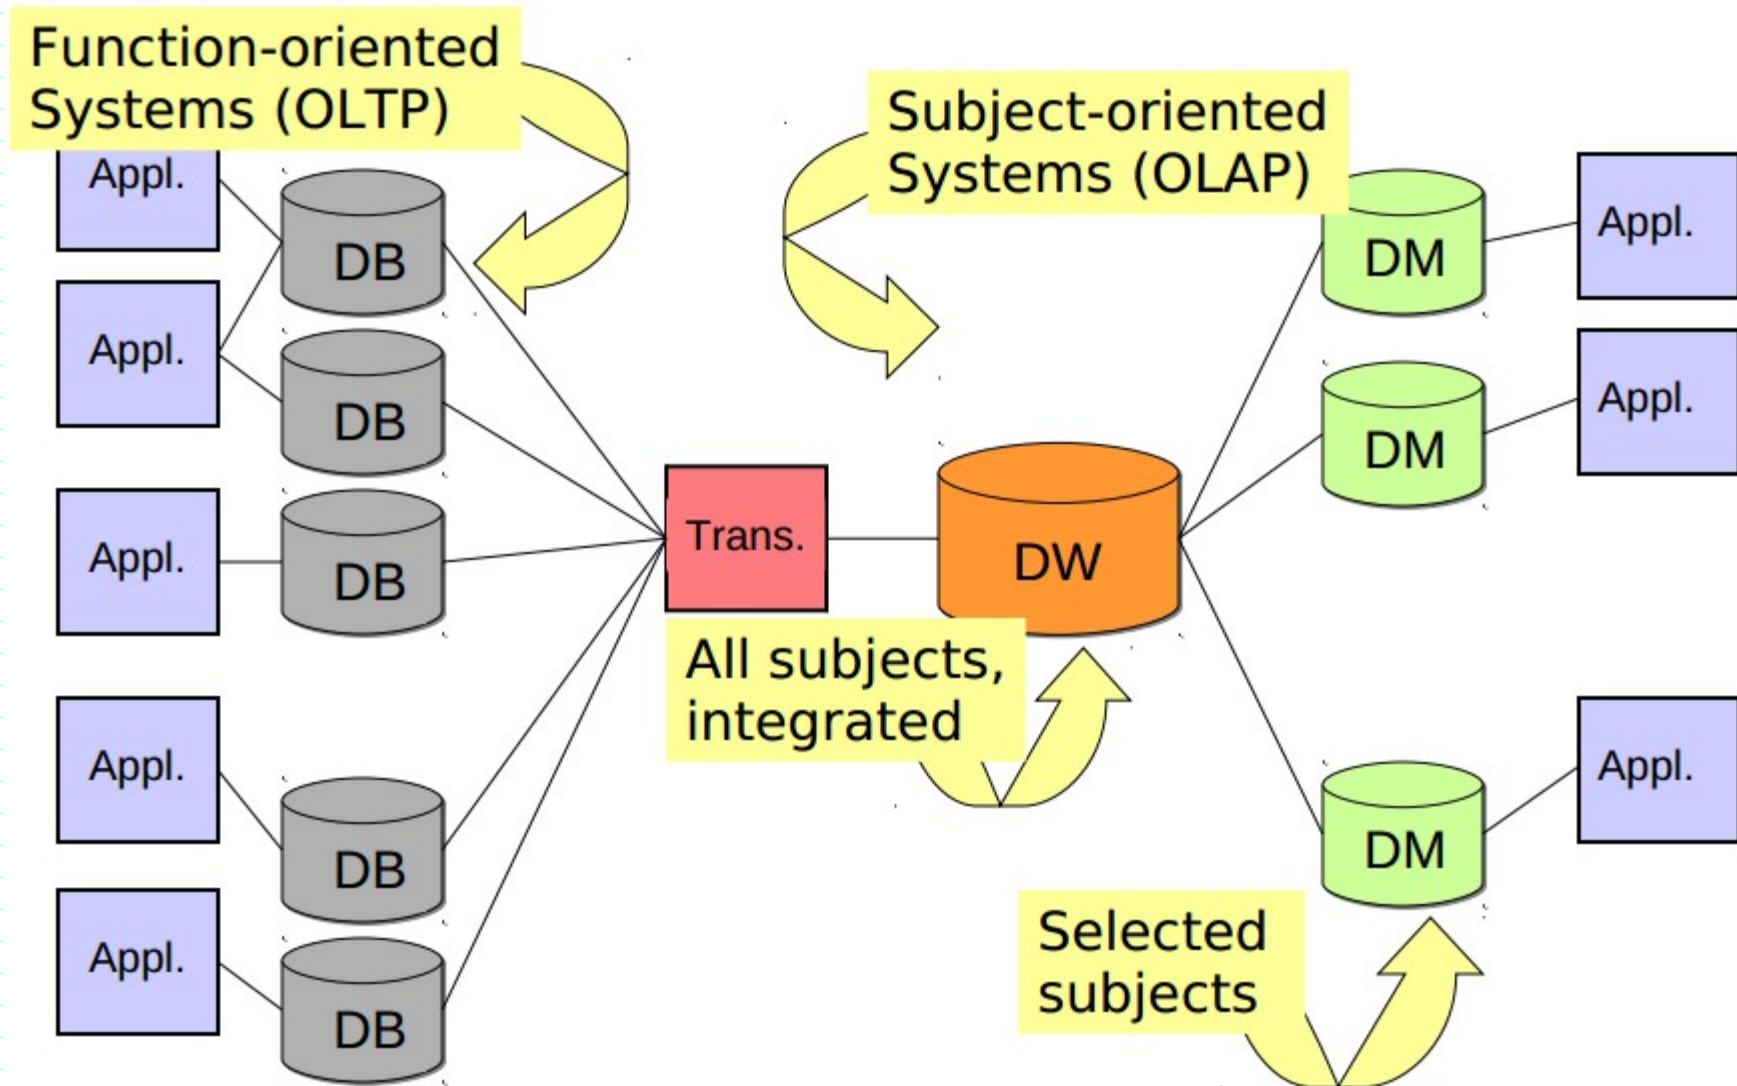 Function-oriented
Systems (OLTP)
Subject-oriented
Systems (OLAP)
Appl.
DB
DM
Appl.
Appl.
DB
DM
Appl.
Appl.
DB
Trans.
DW
All subjects,
integrated
Appl.
DB
DM
Appl.
Selected
subjects
Appl.
DB